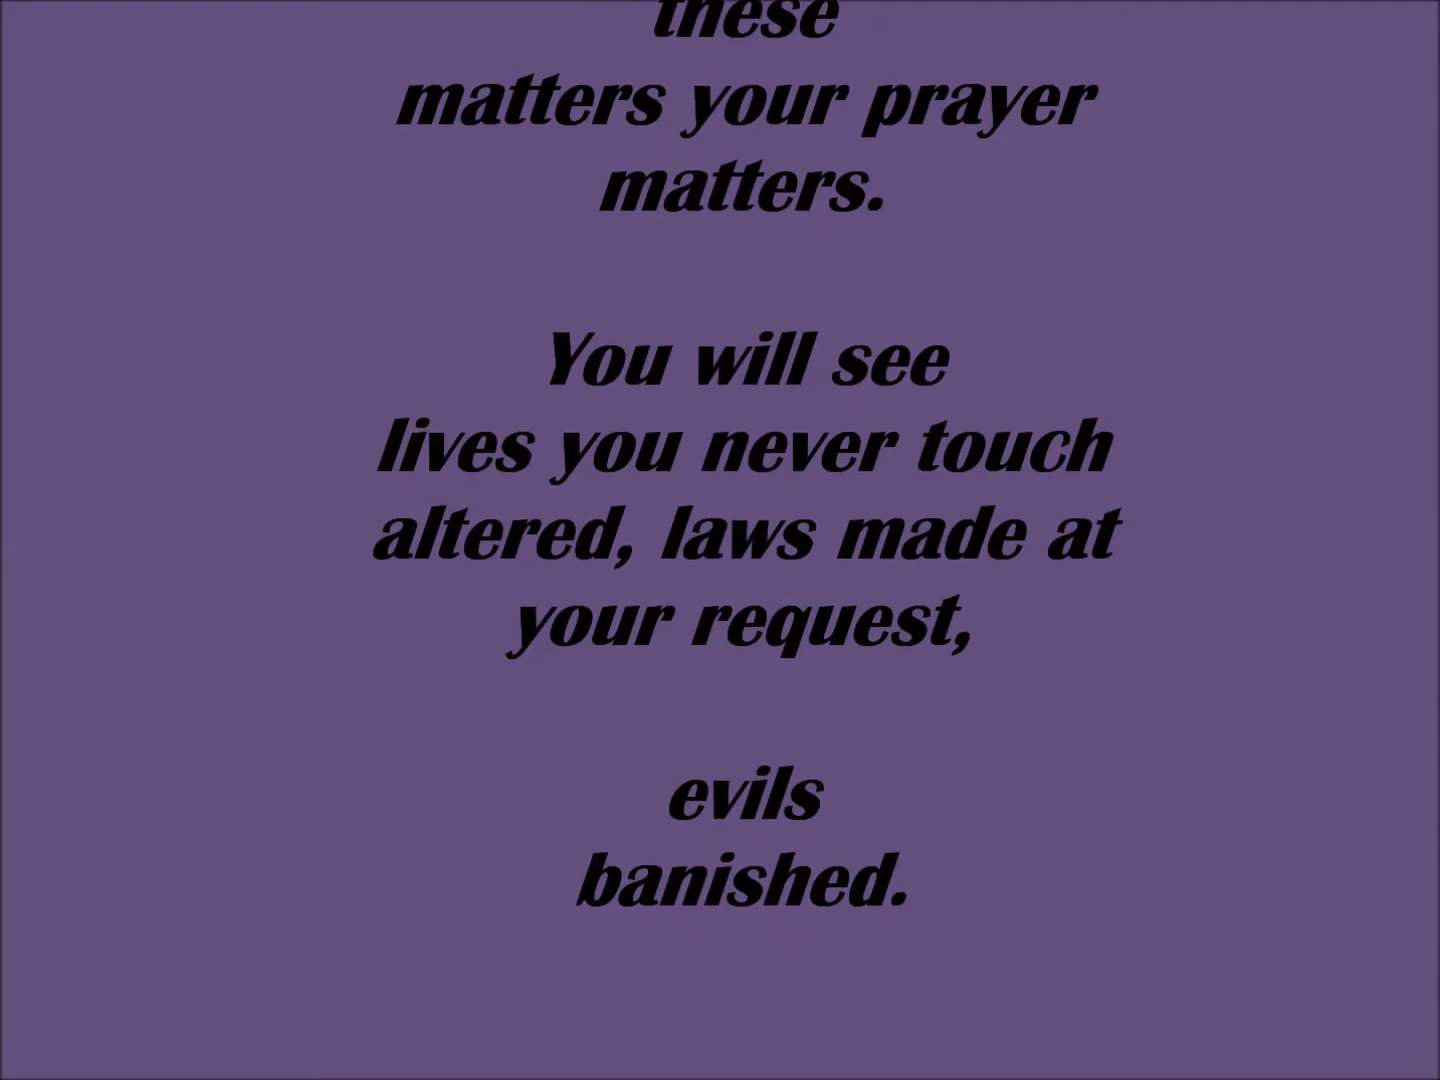 these
matters your prayer
matters.
You will see
lives you never touch
altered, laws made at
your request,
evils
banished.